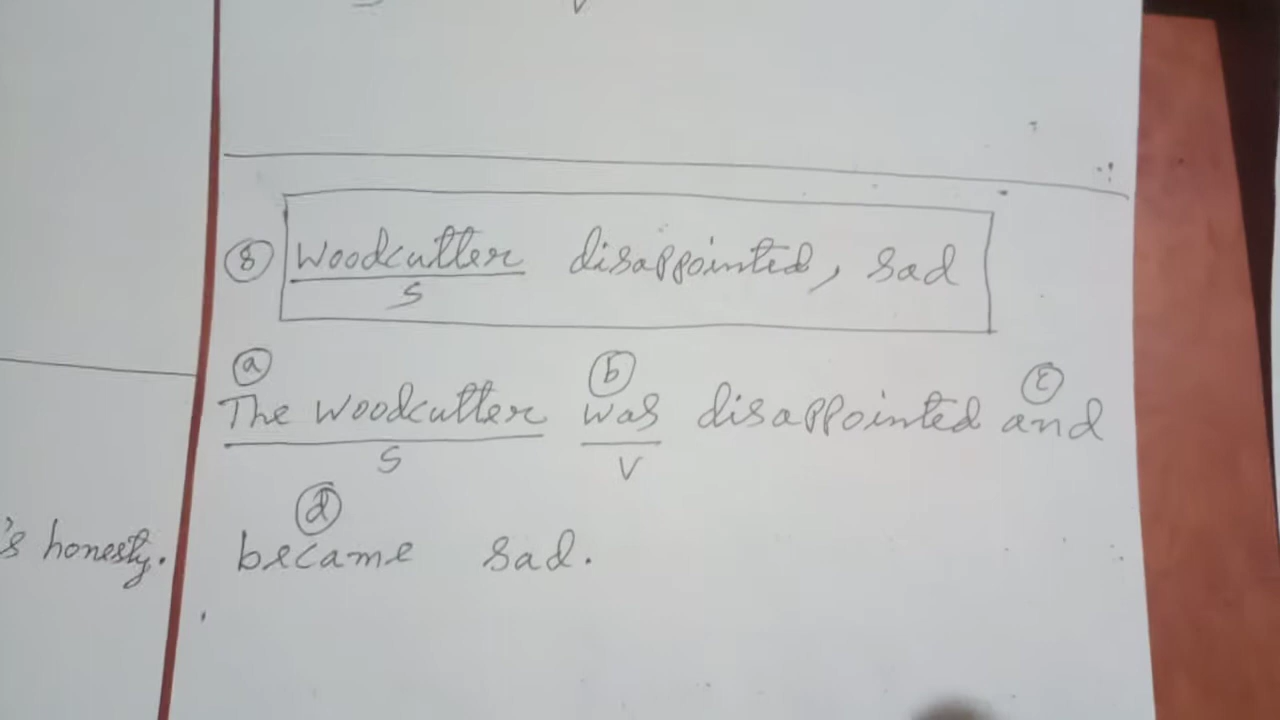 ⑧ Woodcutter disappointed, sad
S
ⓐ ⓑ ⓒ
The Woodcutter was disappointed and
S V
ⓓ
became sad.
's honesty.